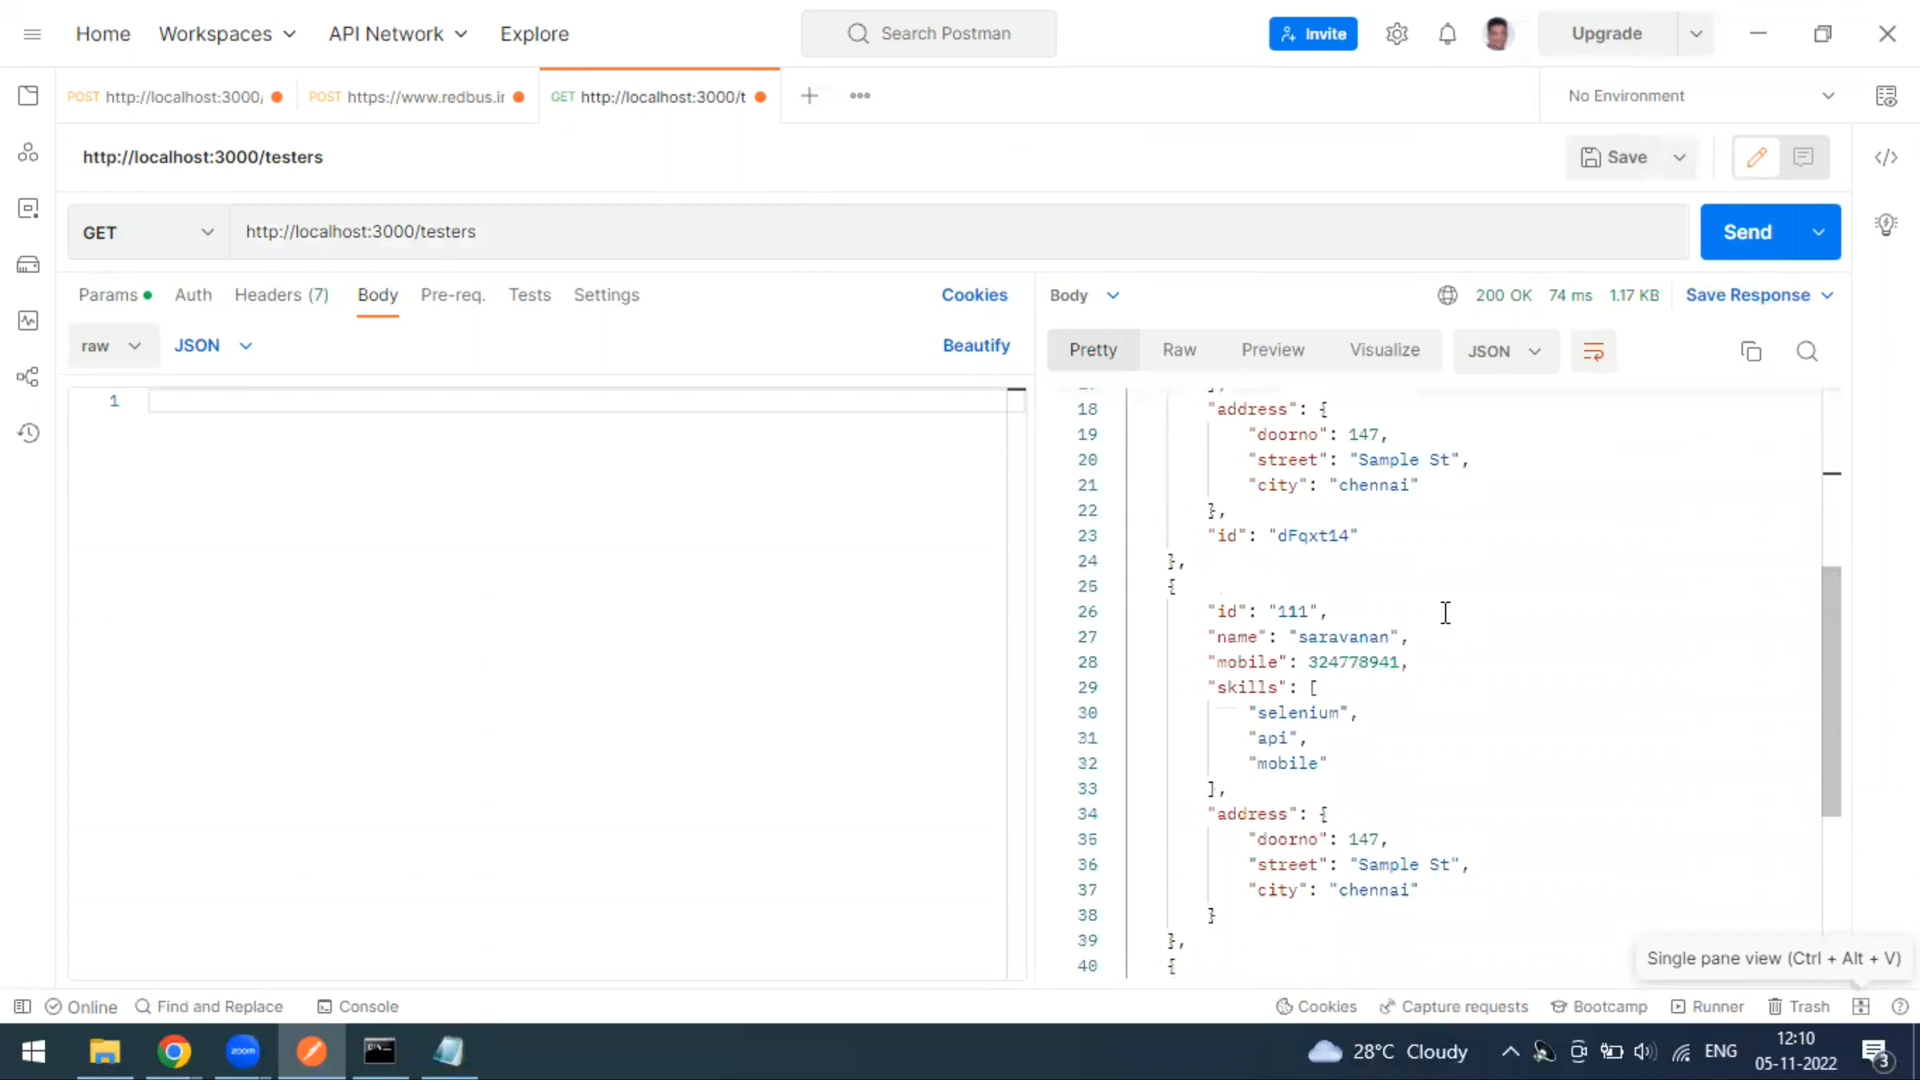 Home Workspaces API Network Explore Search Postman Invite Upgrade
POST http://localhost:3000, POST https://www.redbus.ir GET http://localhost:3000/t No Environment
http://localhost:3000/testers Save
GET http://localhost:3000/testers Send
Params Auth Headers (7) Body Pre-req. Tests Settings Cookies
Body 200 OK 74 ms 1.17 KB Save Response
raw JSON Beautify
Pretty Raw Preview Visualize JSON
1
18 "address": {
19 "doorno": 147,
20 "street": "Sample St",
21 "city": "chennai"
22 },
23 "id": "dFqxt14"
24 },
25 {
26 "id": "111",
27 "name": "saravanan",
28 "mobile": 324778941,
29 "skills": [
30 "selenium",
31 "api",
32 "mobile"
33 ],
34 "address": {
35 "doorno": 147,
36 "street": "Sample St",
37 "city": "chennai"
38 }
39 },
40 {
Single pane view (Ctrl + Alt + V)
Online Find and Replace Console Cookies Capture requests Bootcamp Runner Trash
zoom 28°C Cloudy ENG 12:10
05-11-2022 3